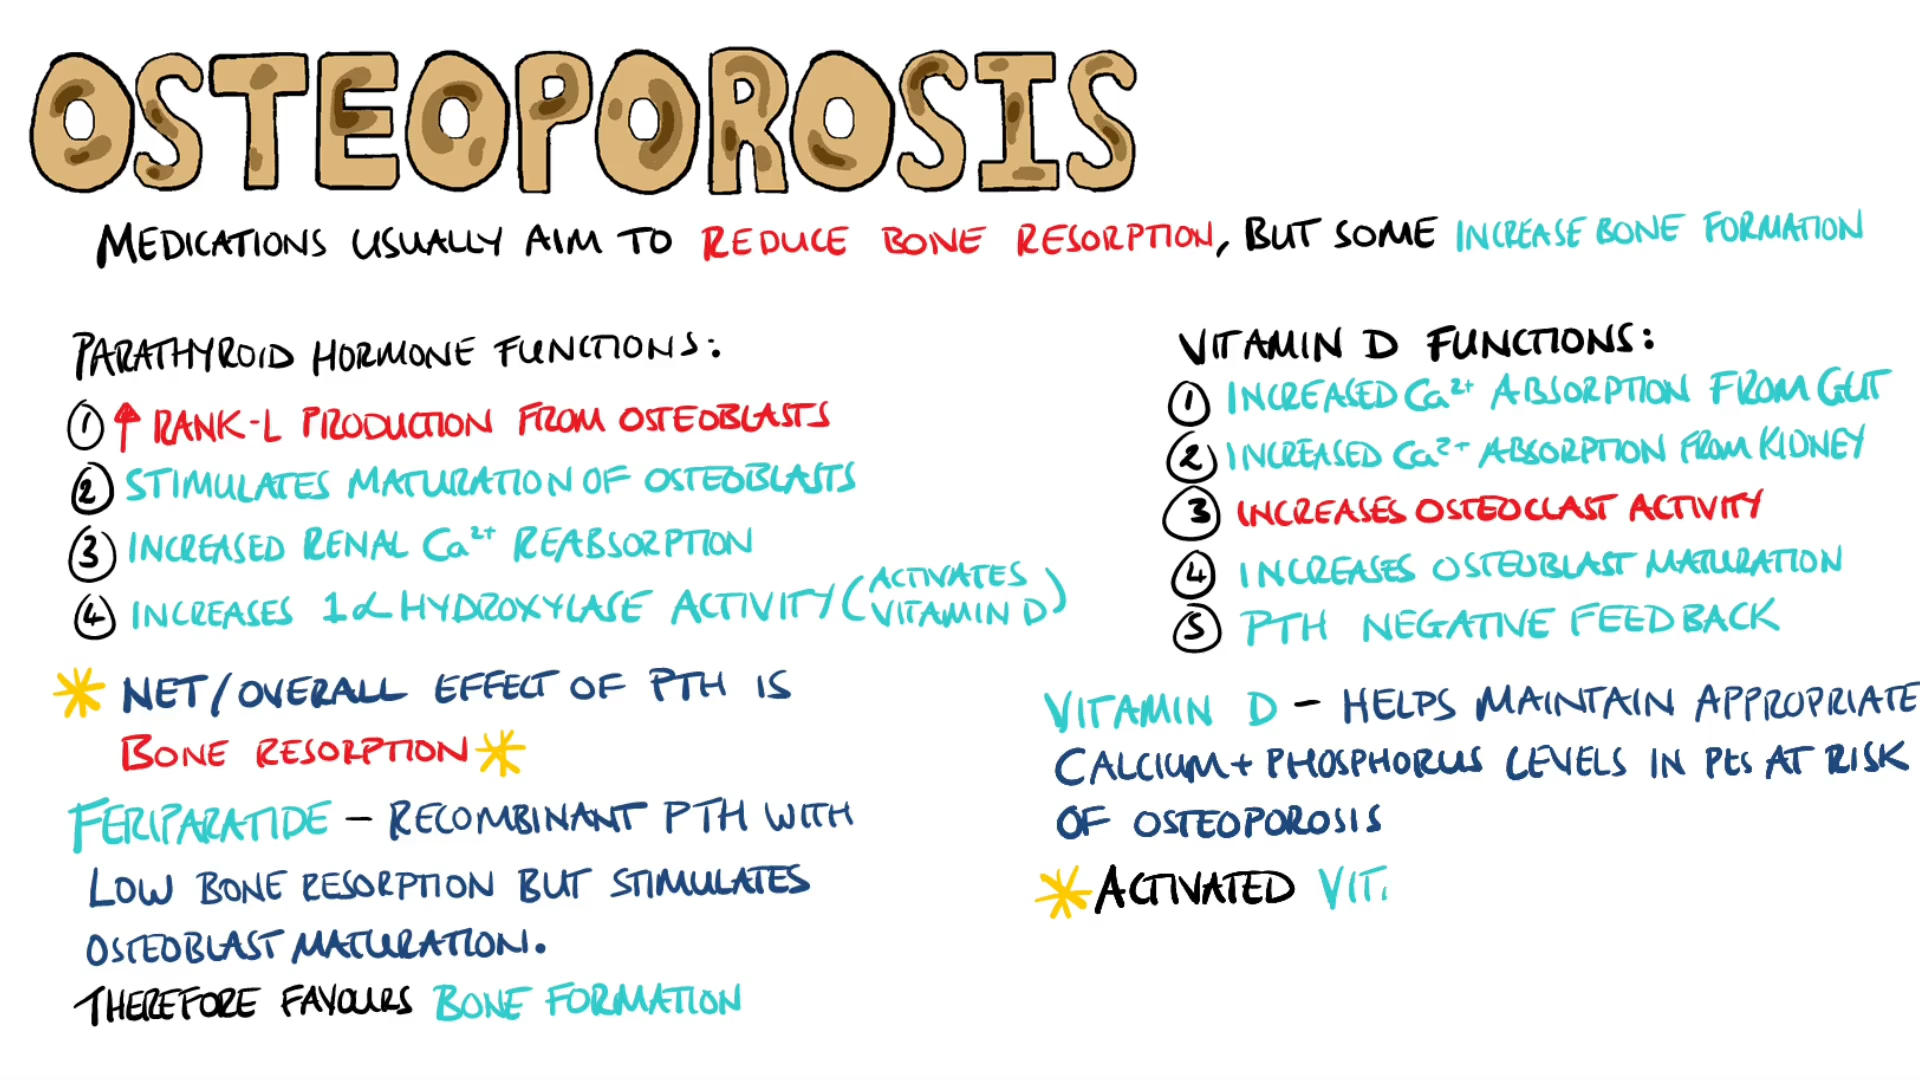 OSTEOPOROSIS
MEDICATIONS USUALLY AIM TO REDUCE BONE RESORPTION, BUT SOME INCREASE BONE FORMATION
PARATHYROID HORMONE FUNCTIONS:
① ↑ RANK-L PRODUCTION FROM OSTEOBLASTS
② STIMULATES MATURATION OF OSTEOBLASTS
③ INCREASED RENAL Ca²⁺ REABSORPTION
④ INCREASES 1α HYDROXYLASE ACTIVITY (ACTIVATES
VITAMIN D)
* NET/OVERALL EFFECT OF PTH IS
BONE RESORPTION *
FERIPARATIDE – RECOMBINANT PTH WITH
LOW BONE RESORPTION BUT STIMULATES
OSTEOBLAST MATURATION.
THEREFORE FAVOURS BONE FORMATION
VITAMIN D FUNCTIONS:
① INCREASED Ca²⁺ ABSORPTION FROM GUT
② INCREASED Ca²⁺ ABSORPTION FROM KIDNEY
③ INCREASES OSTEOCLAST ACTIVITY
④ INCREASES OSTEOBLAST MATURATION
⑤ PTH NEGATIVE FEEDBACK
VITAMIN D – HELPS MAINTAIN APPROPRIATE
CALCIUM + PHOSPHORUS LEVELS IN PTS AT RISK
OF OSTEOPOROSIS
* ACTIVATED VIT